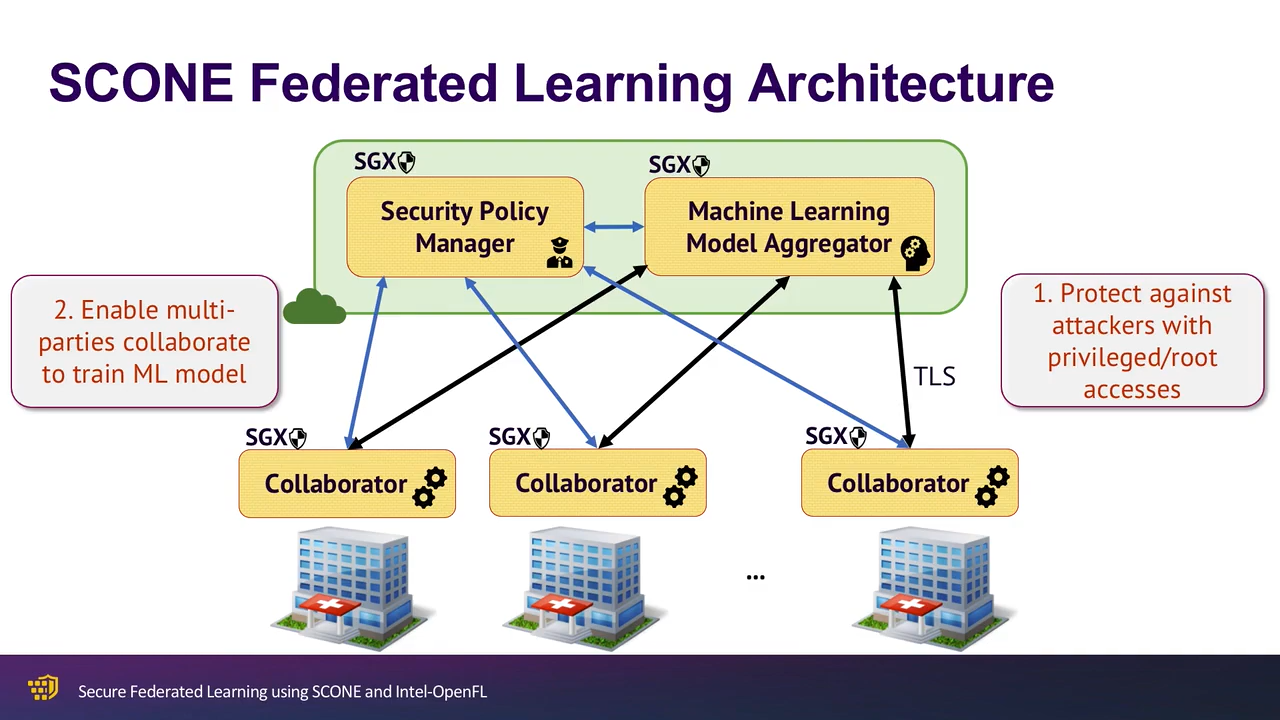 SCONE Federated Learning Architecture
SGX
SGX
Security Policy
Manager
Machine Learning
Model Aggregator
2. Enable multi-
parties collaborate
to train ML model
1. Protect against
attackers with
privileged/root
accesses
TLS
SGX
SGX
SGX
Collaborator
Collaborator
Collaborator
...
Secure Federated Learning using SCONE and Intel-OpenFL